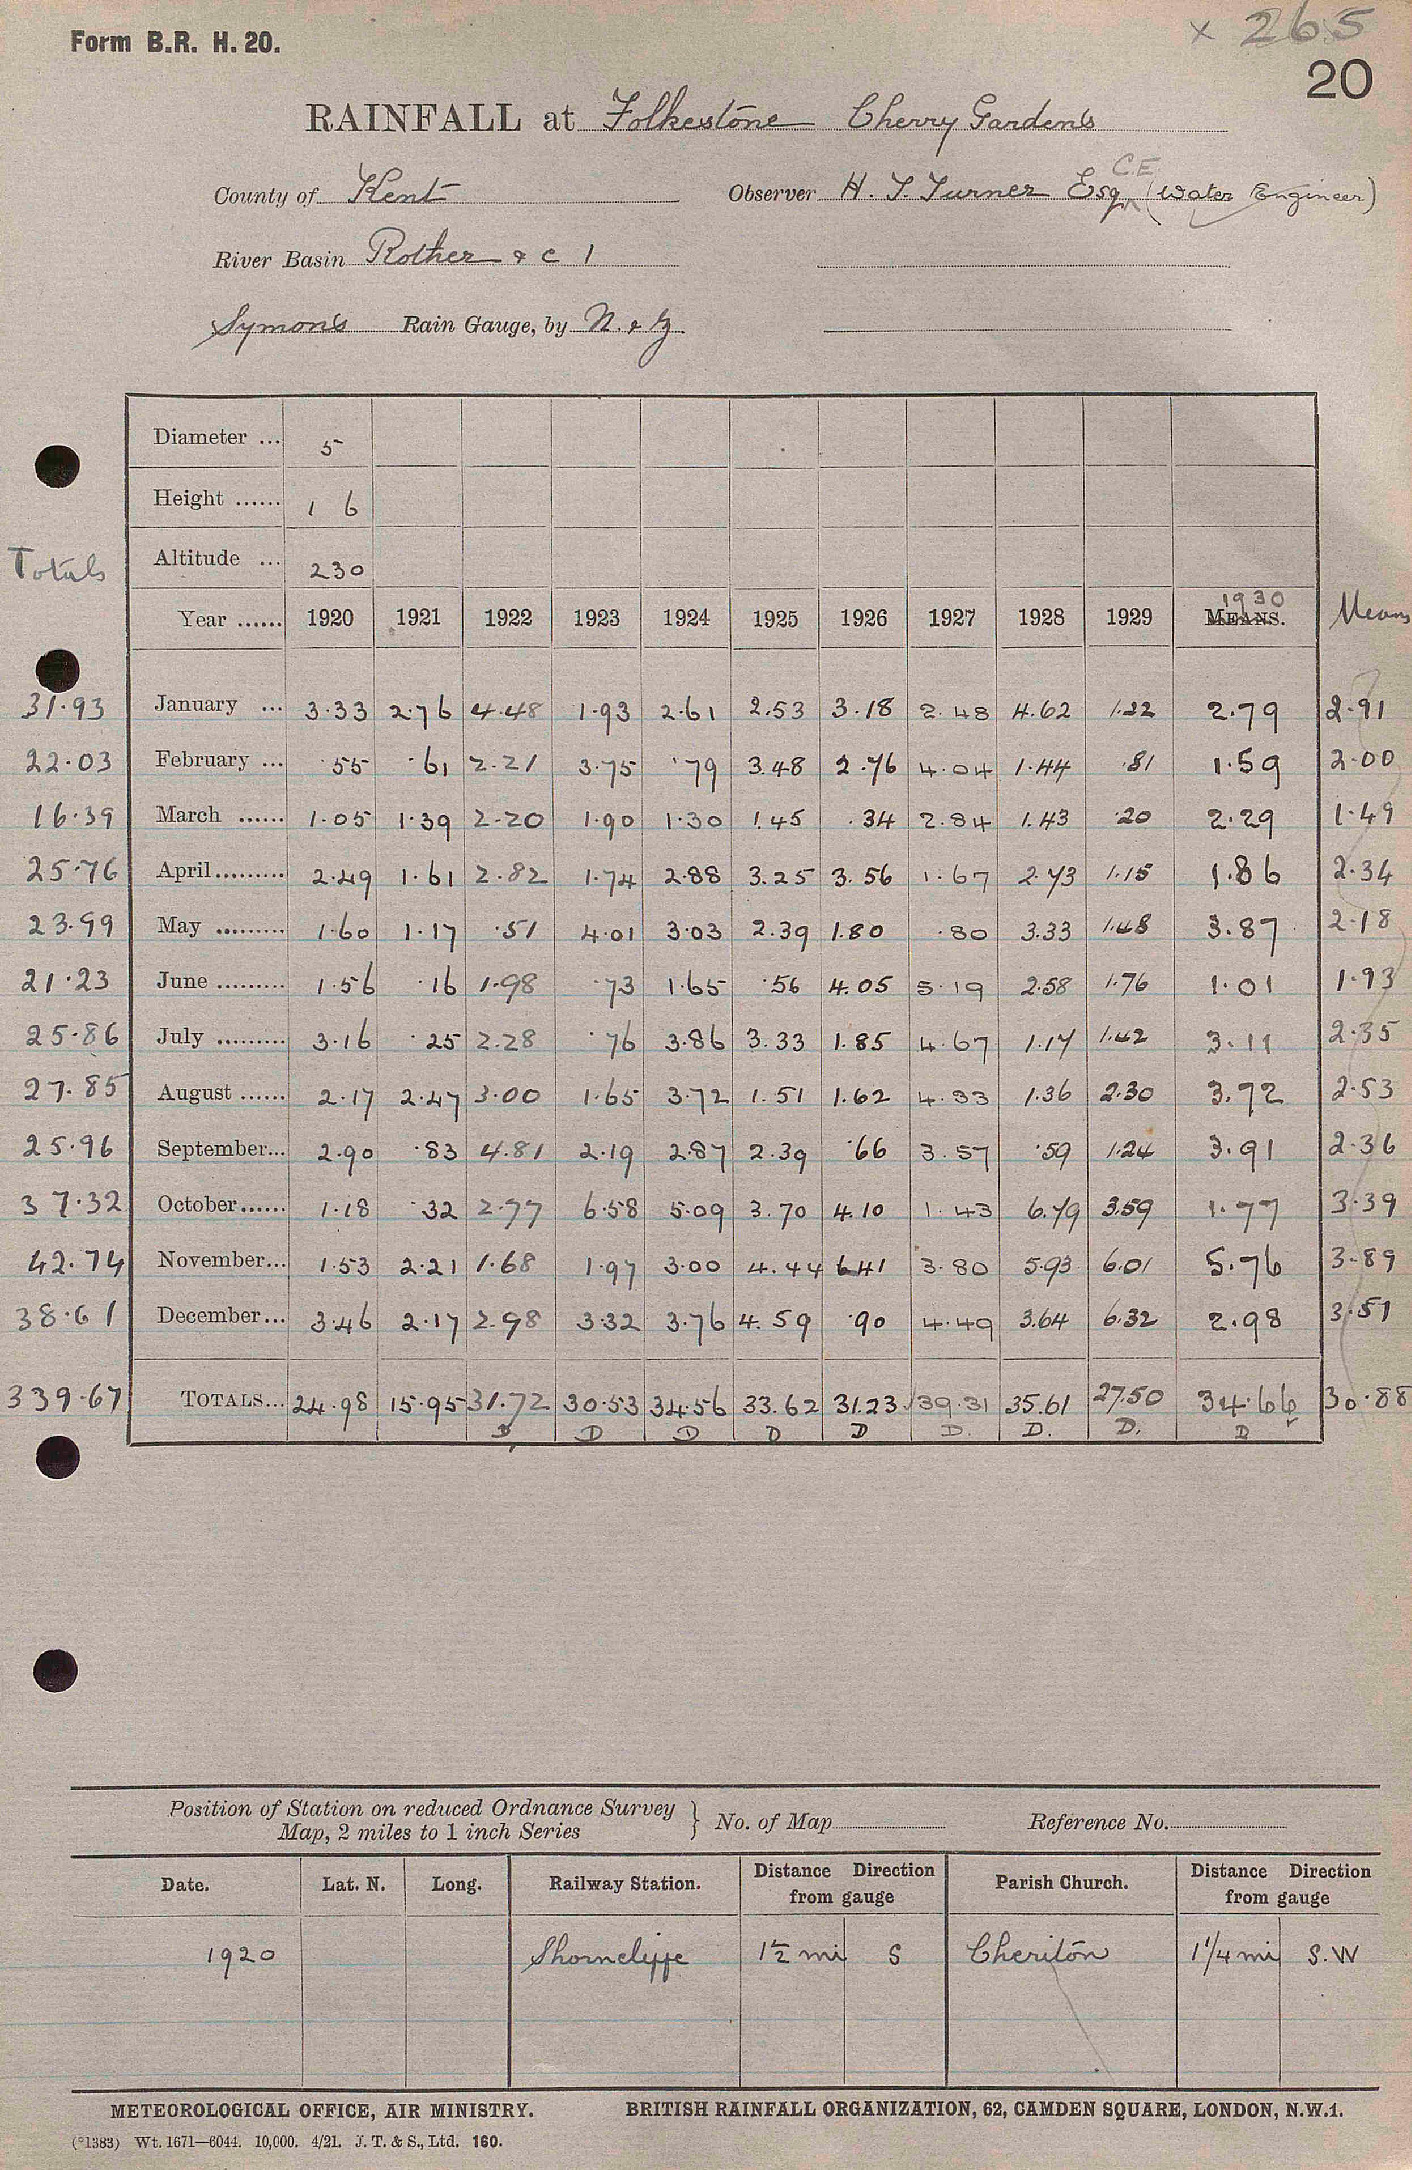 Form B.R. H. 20.
× 265
20
RAINFALL at Folkestone Cherry Gardens
County of Kent Observer H. T. Turner Esq C.E (Water Engineer)
River Basin Rother & c 1
Symon's Rain Gauge, by N. & Z
Diameter ... 5
Height ...... 1 6
Totals Altitude ... 230
Year ...... 1920 1921 1922 1923 1924 1925 1926 1927 1928 1929 1930 MEANS. Means
31.93 January ... 3.33 2.76 4.48 1.93 2.61 2.53 3.18 2.48 4.62 1.22 2.79 2.91
22.03 February ... .55 .61 2.21 3.75 .79 3.48 2.76 4.04 1.44 .81 1.59 2.00
16.39 March ...... 1.05 1.39 2.20 1.90 1.30 1.45 .34 2.84 1.43 .20 2.29 1.49
25.76 April......... 2.49 1.61 2.82 1.74 2.88 3.25 3.56 1.67 2.73 1.15 1.86 2.34
23.99 May ......... 1.60 1.17 .51 4.01 3.03 2.39 1.80 .80 3.33 1.48 3.87 2.18
21.23 June ......... 1.56 .16 1.98 .73 1.65 .56 4.05 5.19 2.58 1.76 1.01 1.93
25.86 July ......... 3.16 .25 2.28 .76 3.86 3.33 1.85 4.67 1.17 1.42 3.11 2.35
27.85 August ...... 2.17 2.47 3.00 1.65 3.72 1.51 1.62 4.33 1.36 2.30 3.72 2.53
25.96 September... 2.90 .83 4.81 2.19 2.87 2.39 .66 3.57 .59 1.24 3.91 2.36
37.32 October...... 1.18 .32 2.77 6.58 5.09 3.70 4.10 1.43 6.79 3.59 1.77 3.39
42.74 November... 1.53 2.21 1.68 1.97 3.00 4.44 6.41 3.80 5.93 6.01 5.76 3.89
38.61 December... 3.46 2.17 2.98 3.32 3.76 4.59 .90 4.49 3.64 6.32 2.98 3.51
339.67 TOTALS... 24.98 15.95 31.72 30.53 34.56 33.62 31.23 39.31 35.61 27.50 34.66 30.88
D D D D D D. D. D. D
Position of Station on reduced Ordnance Survey
Map, 2 miles to 1 inch Series } No. of Map Reference No.
Date. Lat. N. Long. Railway Station. Distance Direction from gauge Parish Church. Distance Direction from gauge
1920 Shorncliffe 1½ mi S Cheriton 1 1/4 mi S.W
METEOROLOGICAL OFFICE, AIR MINISTRY. BRITISH RAINFALL ORGANIZATION, 62, CAMDEN SQUARE, LONDON, N.W.1.
(°1383) Wt. 1671—6044. 10,000. 4/21. J. T. & S., Ltd. 160.